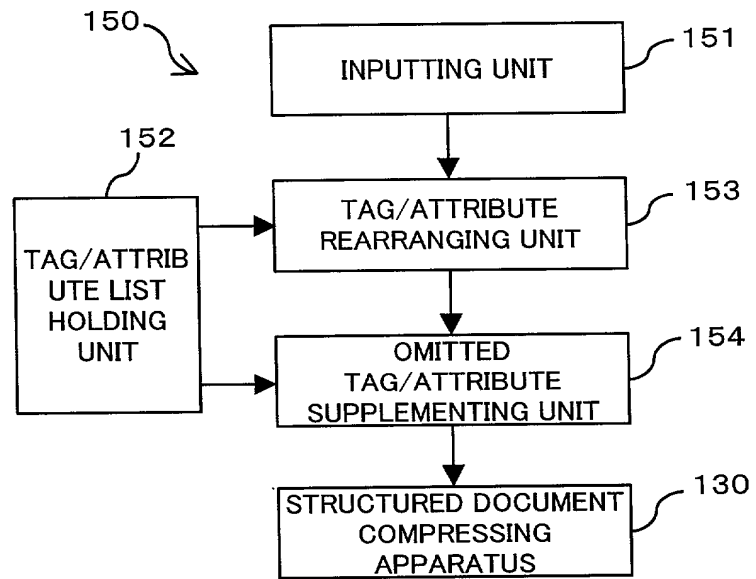 150
INPUTTING UNIT
151
152
TAG/ATTRIB
UTE LIST
HOLDING
UNIT
TAG/ATTRIBUTE
REARRANGING UNIT
153
OMITTED
TAG/ATTRIBUTE
SUPPLEMENTING UNIT
154
STRUCTURED DOCUMENT
COMPRESSING
APPARATUS
130